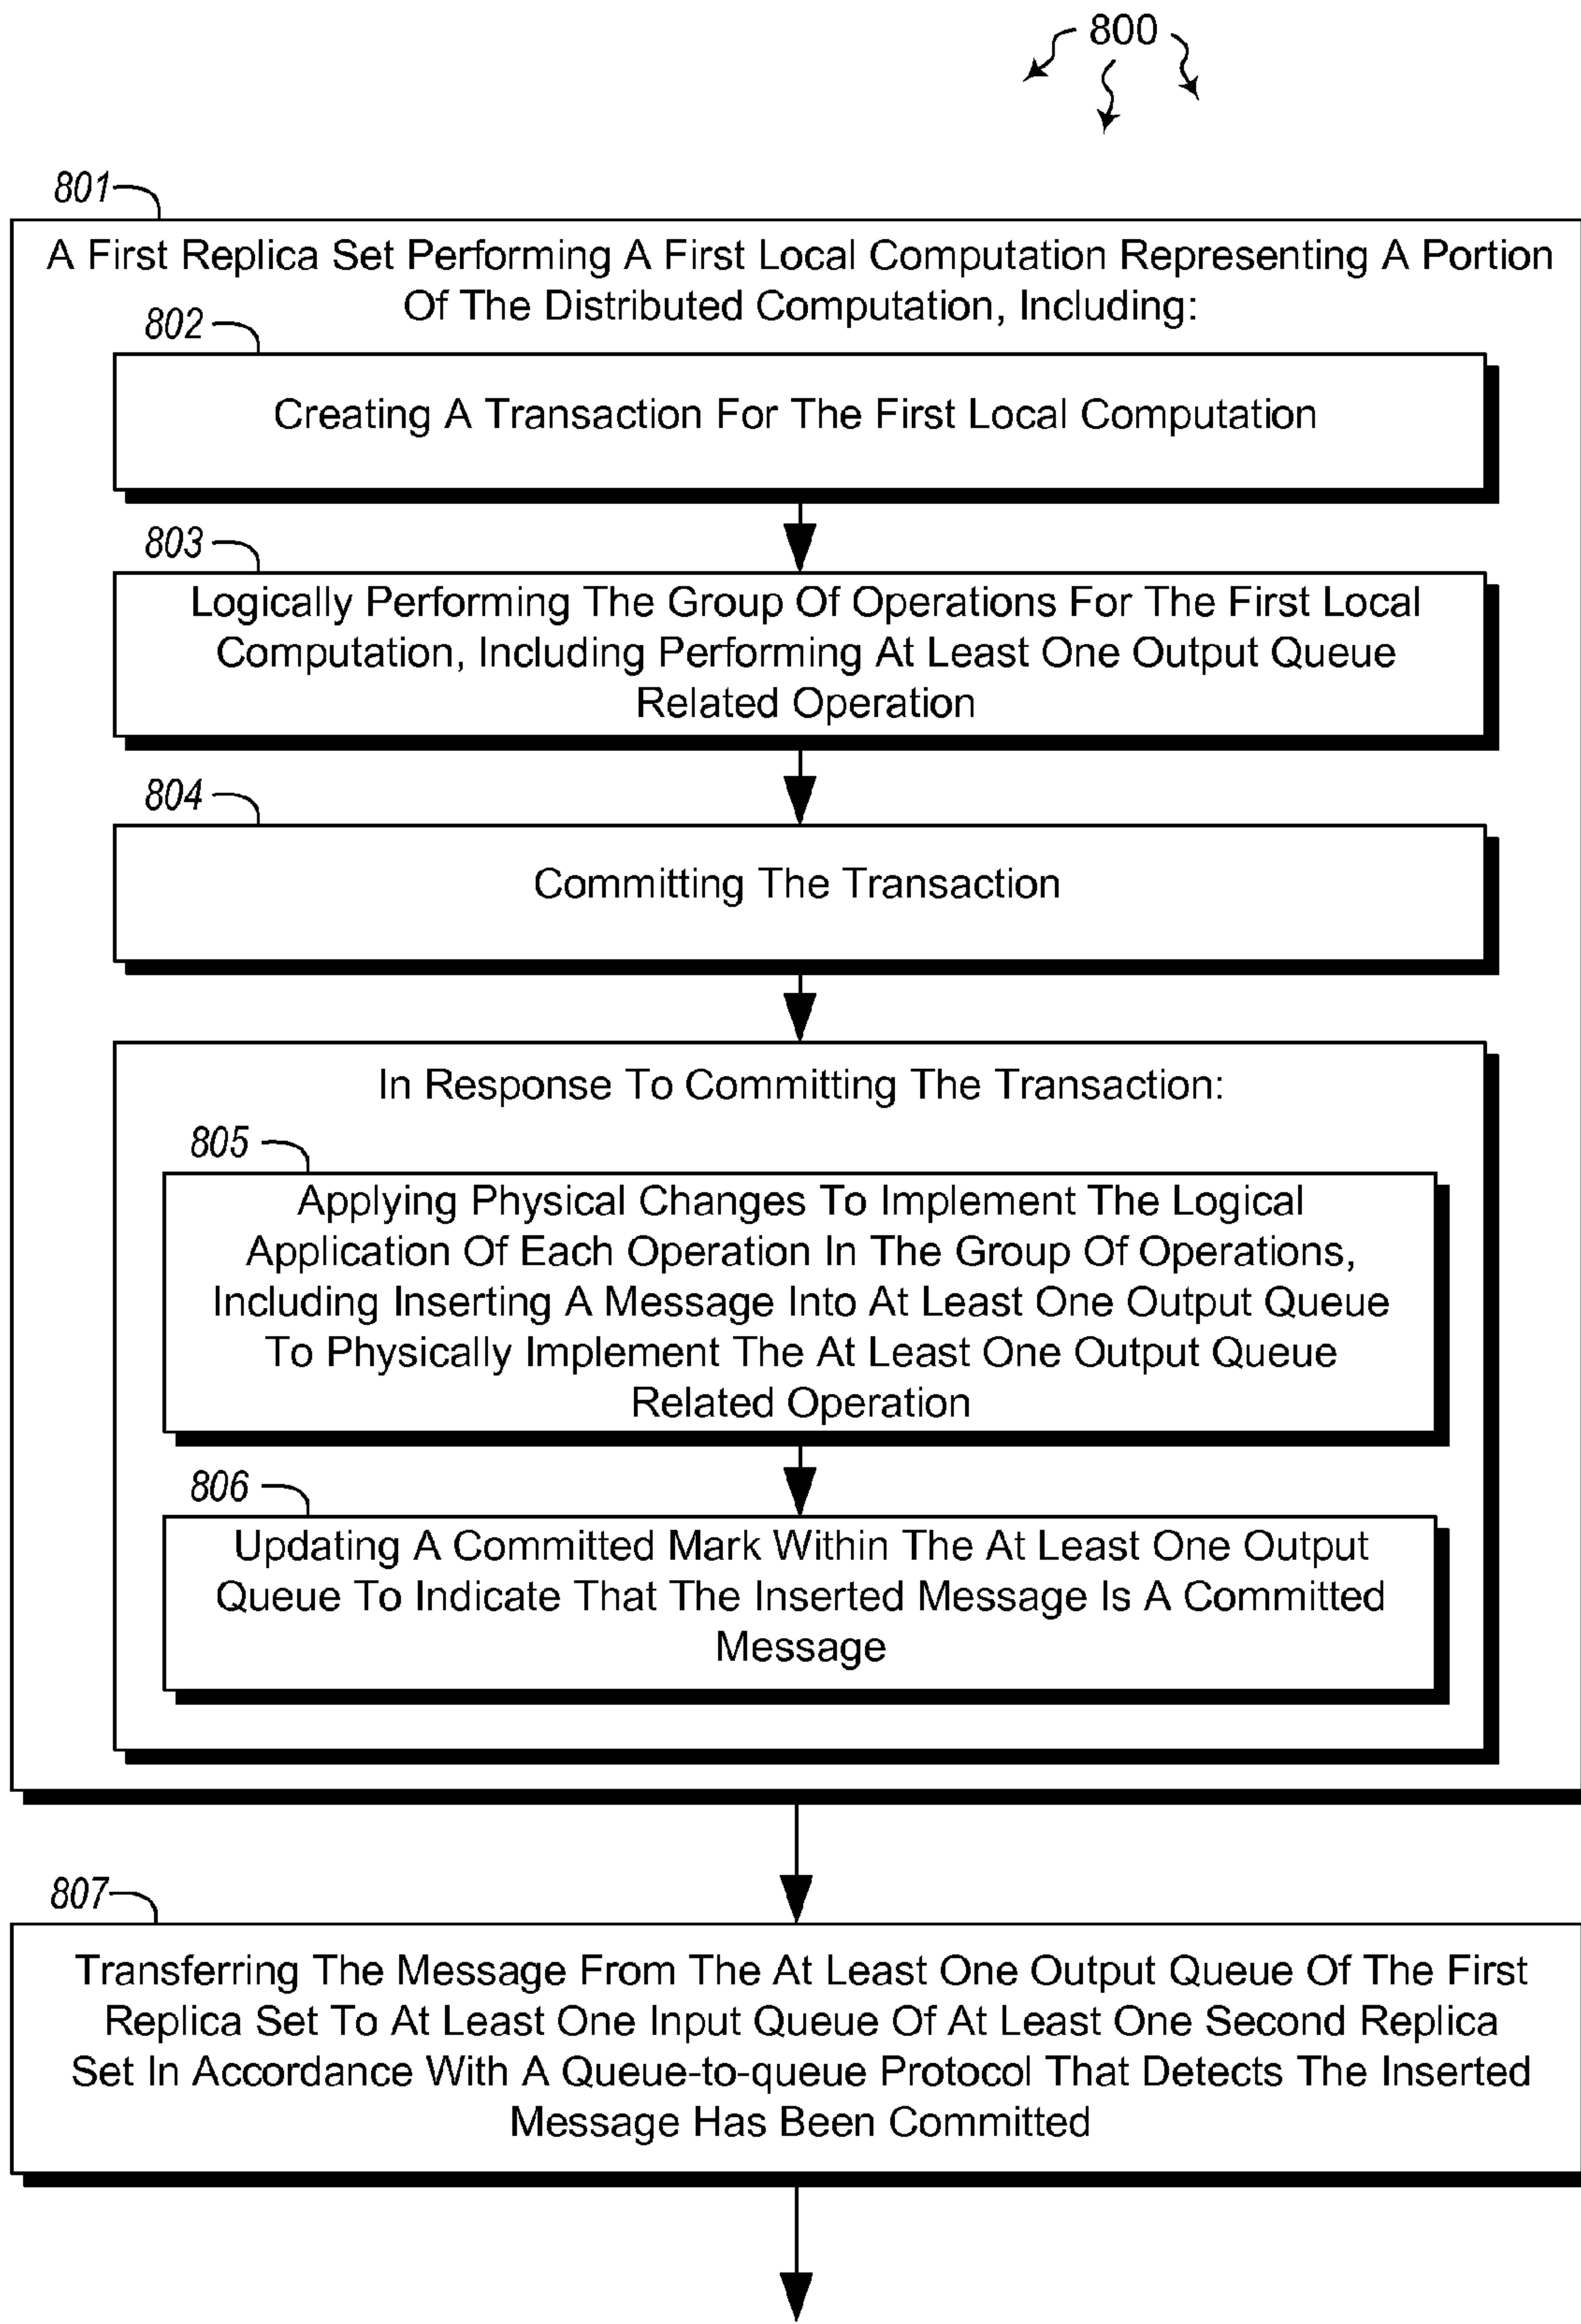 800
801
A First Replica Set Performing A First Local Computation Representing A Portion
Of The Distributed Computation, Including:
802
Creating A Transaction For The First Local Computation
803
Logically Performing The Group Of Operations For The First Local
Computation, Including Performing At Least One Output Queue
Related Operation
804
Committing The Transaction
In Response To Committing The Transaction:
805
Applying Physical Changes To Implement The Logical
Application Of Each Operation In The Group Of Operations,
Including Inserting A Message Into At Least One Output Queue
To Physically Implement The At Least One Output Queue
Related Operation
806
Updating A Committed Mark Within The At Least One Output
Queue To Indicate That The Inserted Message Is A Committed
Message
807
Transferring The Message From The At Least One Output Queue Of The First
Replica Set To At Least One Input Queue Of At Least One Second Replica
Set In Accordance With A Queue-to-queue Protocol That Detects The Inserted
Message Has Been Committed